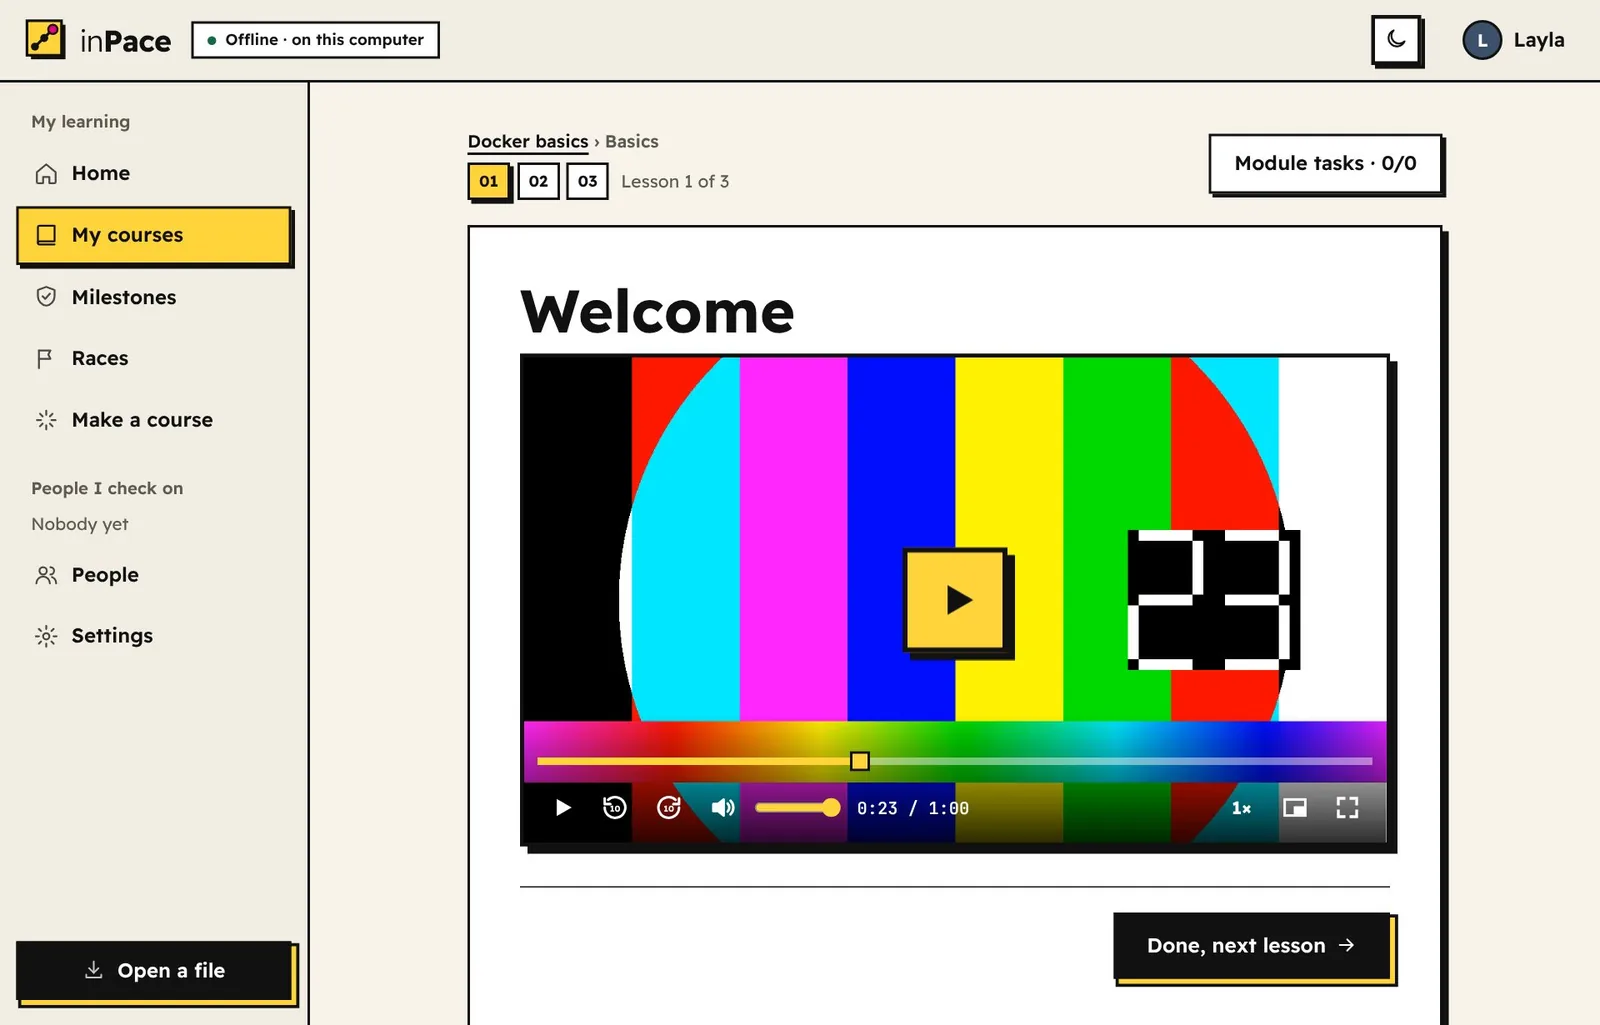 inPace
Offline · on this computer
L
Layla
My learning
Home
My courses
Milestones
Races
Make a course
People I check on
Nobody yet
People
Settings
Open a file
Docker basics › Basics
01 02 03 Lesson 1 of 3
Module tasks · 0/0
Welcome
23
10 10 0:23 / 1:00 1×
Done, next lesson →